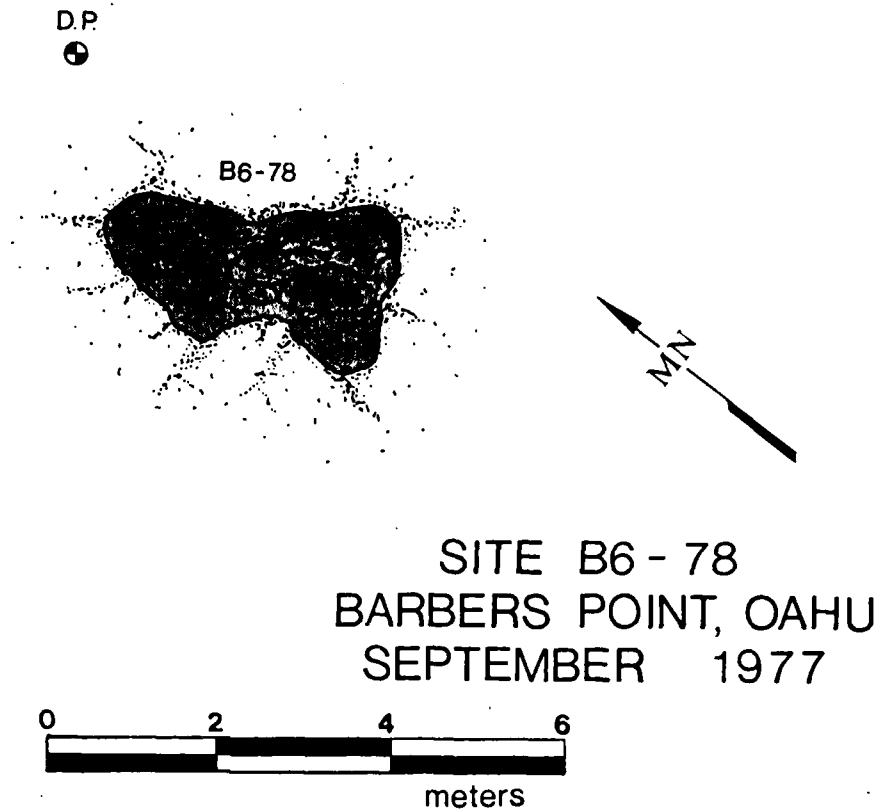 D.P.
B6-78
MN
SITE B6-78
BARBERS POINT, OAHU
SEPTEMBER 1977
0 2 4 6
meters